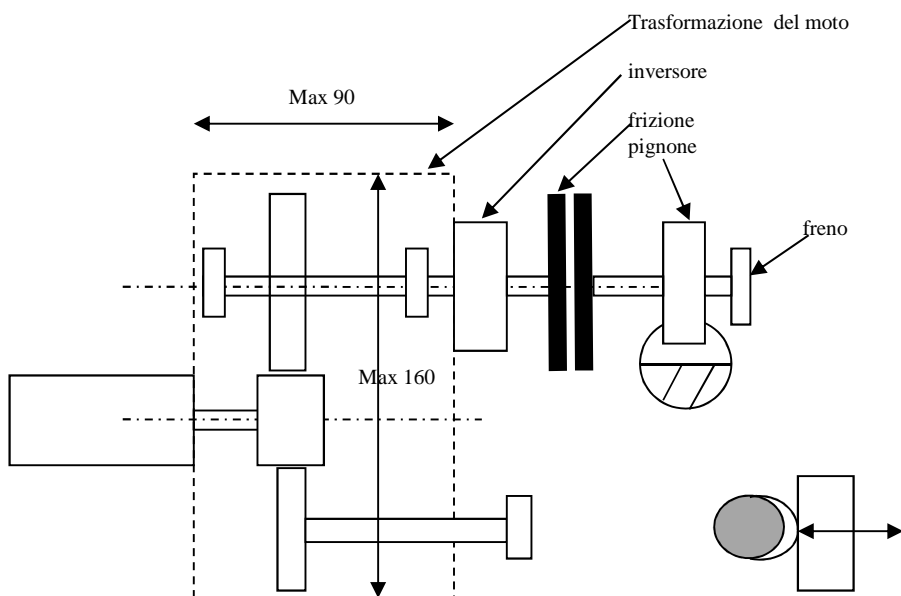 Trasformazione del moto
inversore
Max 90
frizione
pignone
freno
Max 160